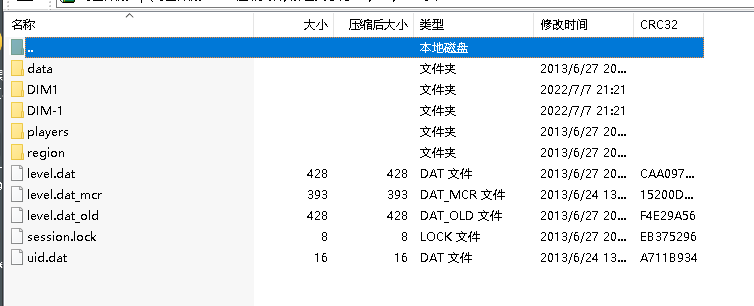 名称 大小 压缩后大小 类型 修改时间 CRC32
.. 本地磁盘
data 文件夹 2013/6/27 20...
DIM1 文件夹 2022/7/7 21:21
DIM-1 文件夹 2022/7/7 21:21
players 文件夹 2013/6/27 20...
region 文件夹 2013/6/27 20...
level.dat 428 428 DAT 文件 2013/6/27 20... CAA097...
level.dat_mcr 393 393 DAT_MCR 文件 2013/6/24 13... 15200D...
level.dat_old 428 428 DAT_OLD 文件 2013/6/27 20... F4E29A56
session.lock 8 8 LOCK 文件 2013/6/27 20... EB375296
uid.dat 16 16 DAT 文件 2013/6/24 13... A711B934